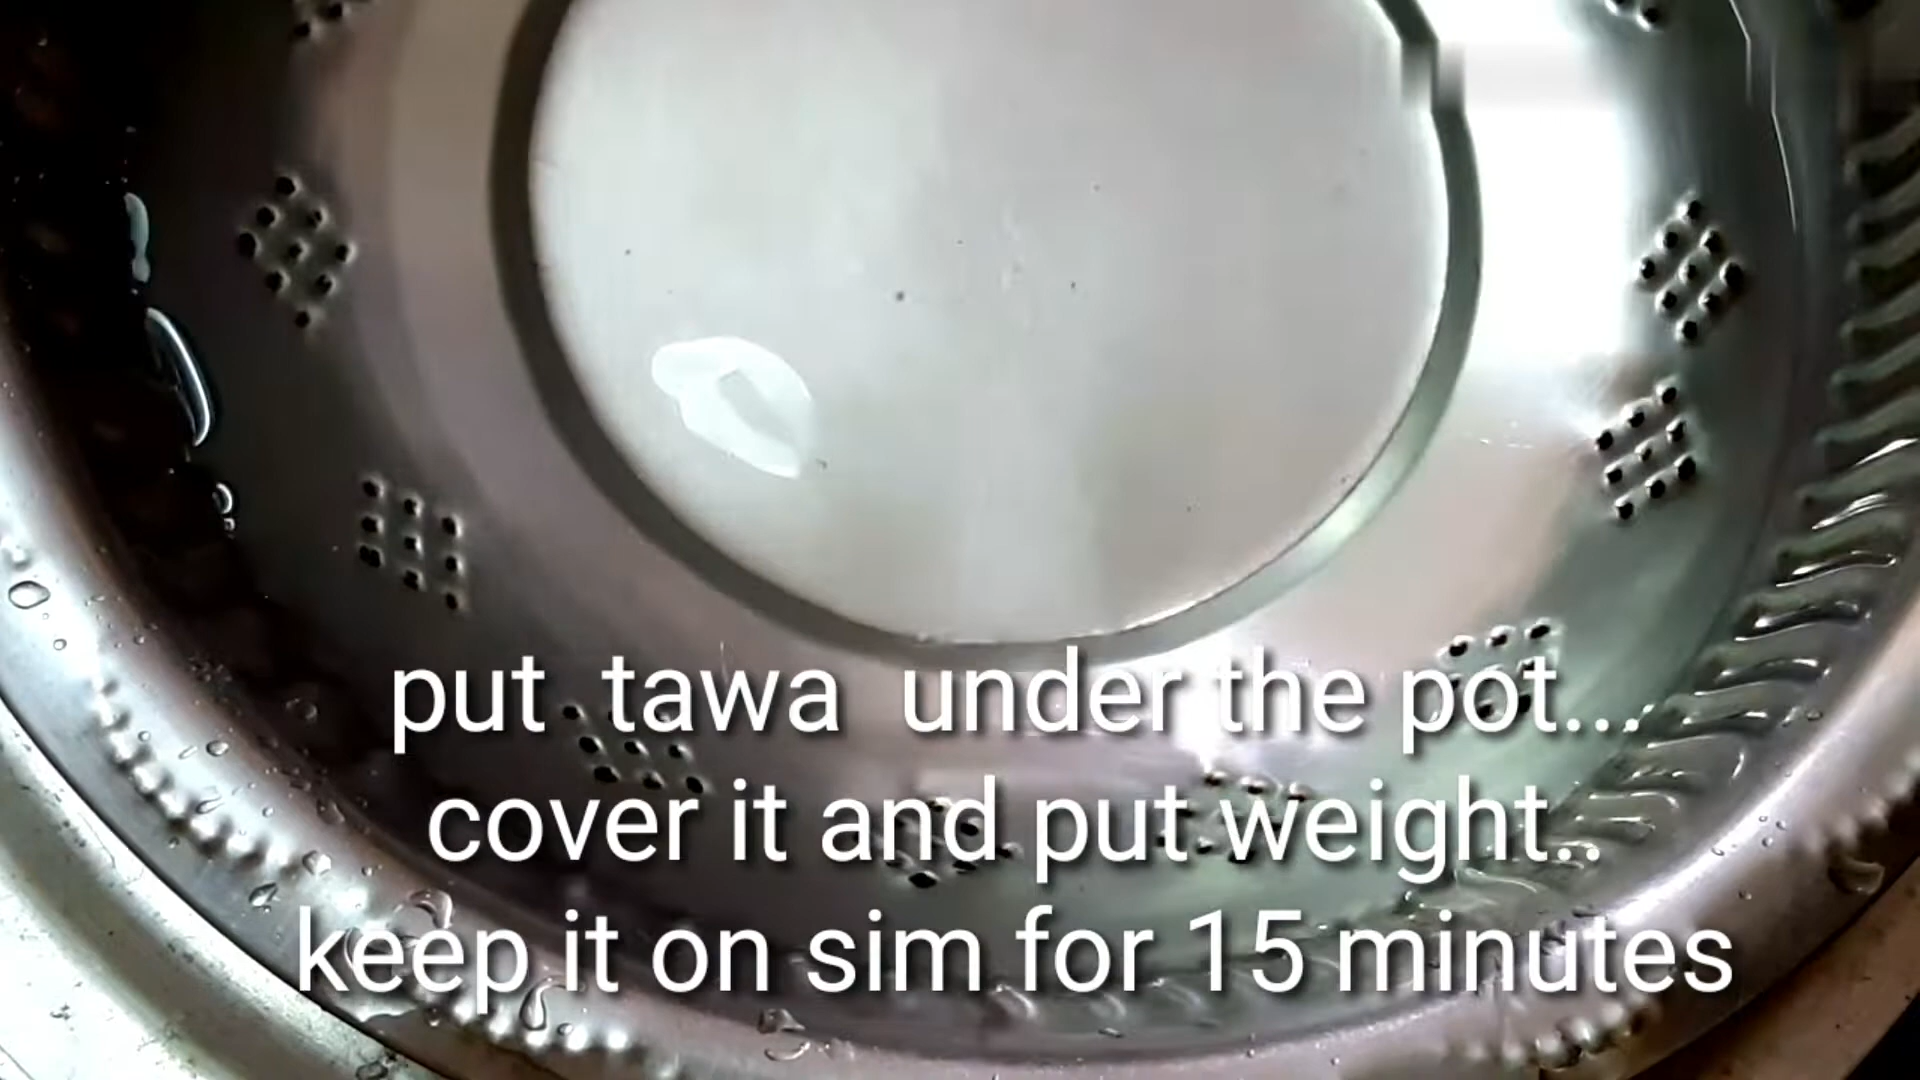 put tawa under the pot...
cover it and put weight..
keep it on sim for 15 minutes